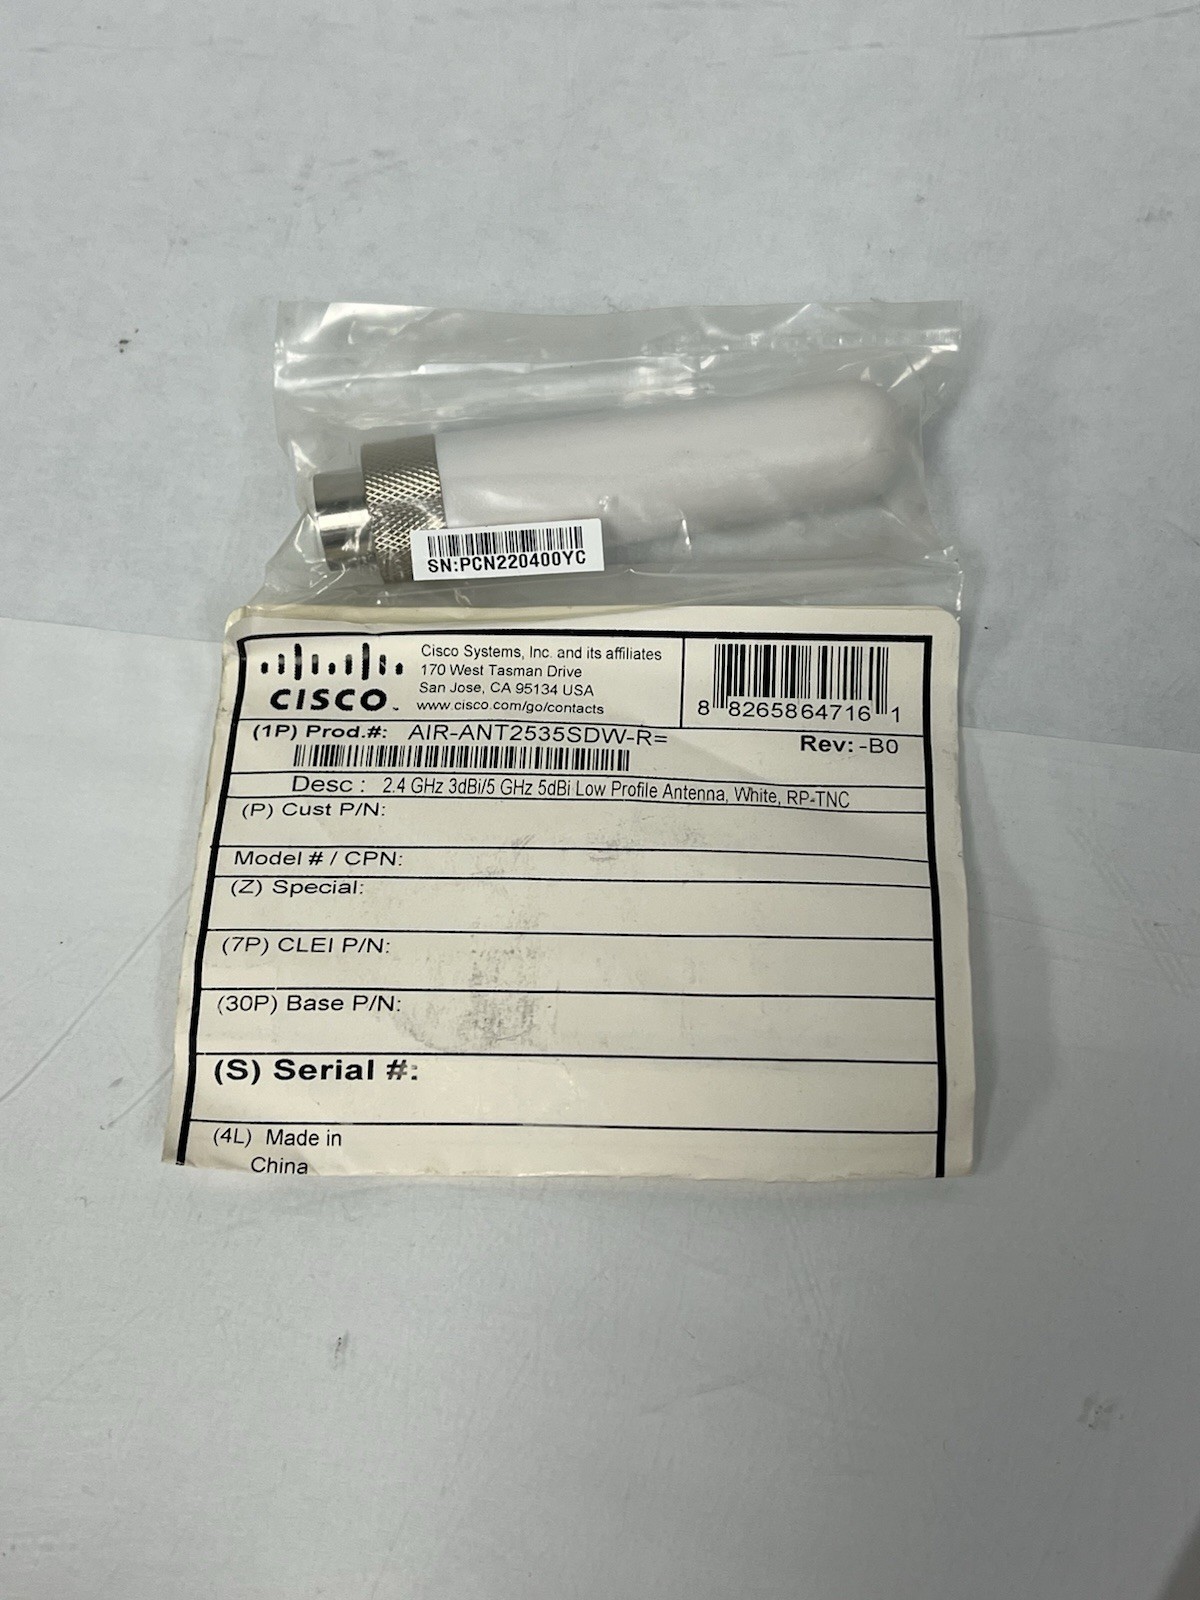 SN:PCN220400YC
CISCO
Cisco Systems, Inc. and its affiliates
170 West Tasman Drive
San Jose, CA 95134 USA
www.cisco.com/go/contacts
8 82658 64716 1
(1P) Prod.#: AIR-ANT2535SDW-R=
Rev: -B0
Desc : 2.4 GHz 3dBi/5 GHz 5dBi Low Profile Antenna, White, RP-TNC
(P) Cust P/N:
Model # / CPN:
(Z) Special:
(7P) CLEI P/N:
(30P) Base P/N:
(S) Serial #:
(4L) Made in
China